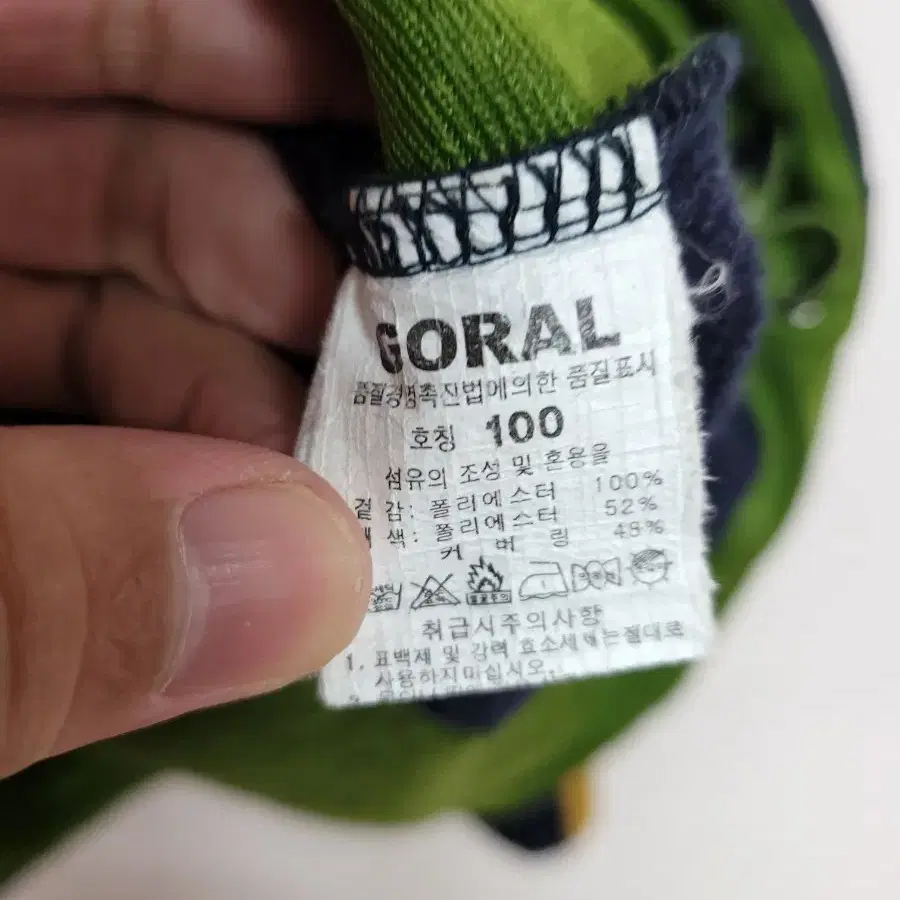 GORAL
품질경영촉진법에의한 품질표시
호칭 100
섬유의 조성 및 혼용율
겉 감: 폴리에스터 100%
색: 폴리에스터 52%
커 버 링 48%
취급시주의사항
1. 표백제 및 강력 효소세제는절대로
사용하지마십시오.